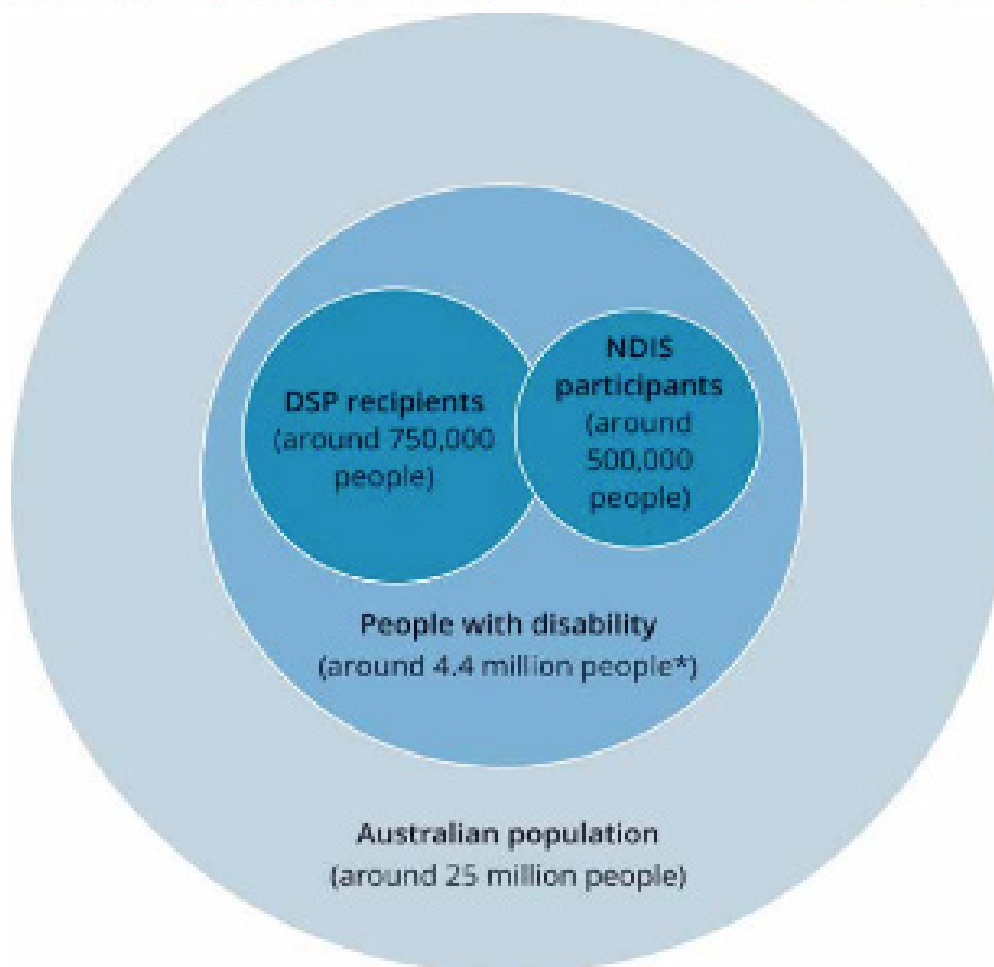 DSP recipients
(around 750,000
people)
NDIS
participants
(around
500,000
people)
People with disability
(around 4.4 million people*)
Australian population
(around 25 million people)